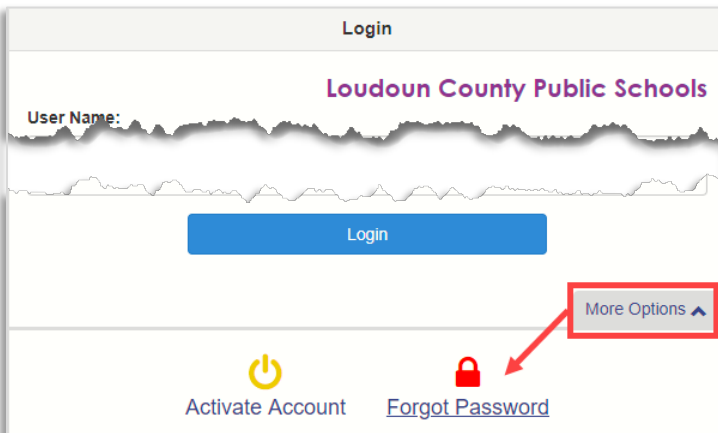 Login
Loudoun County Public Schools
User Name:
Login
More Options
Activate Account
Forgot Password